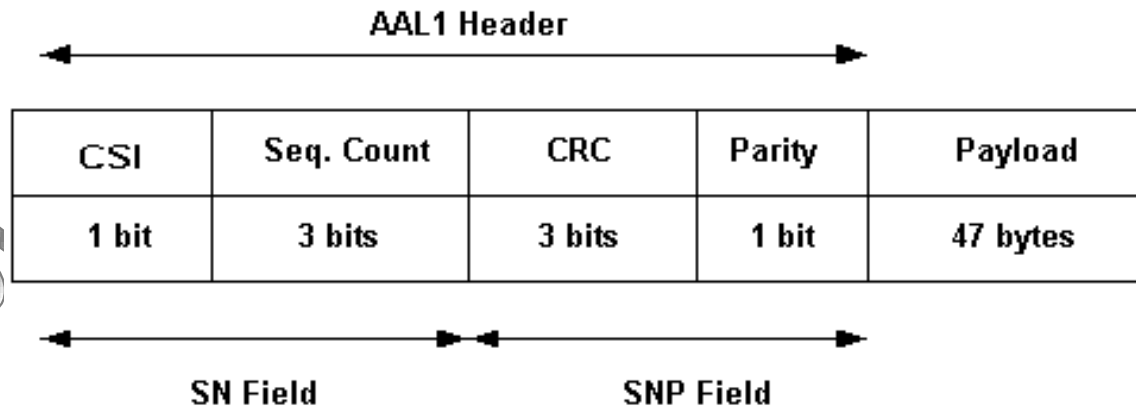 AAL1 Header
CSI Seq. Count CRC Parity Payload
1 bit 3 bits 3 bits 1 bit 47 bytes
SN Field SNP Field